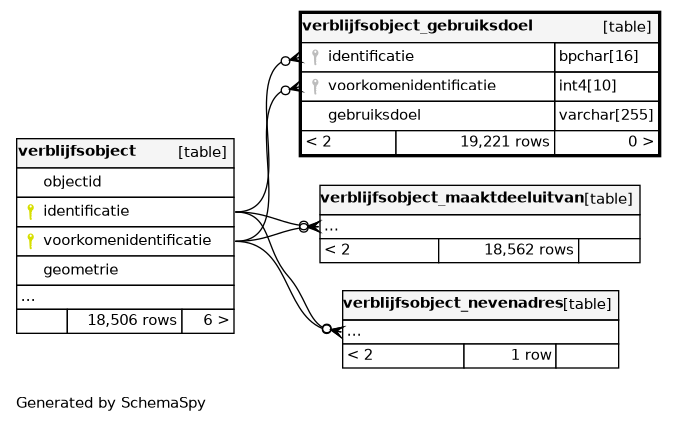 verblijfsobject_gebruiksdoel [table]
identificatie bpchar[16]
voorkomenidentificatie int4[10]
gebruiksdoel varchar[255]
< 2 19,221 rows 0 >
verblijfsobject [table]
objectid
identificatie
voorkomenidentificatie
geometrie
...
18,506 rows 6 >
verblijfsobject_maaktdeeluitvan [table]
...
< 2 18,562 rows
verblijfsobject_nevenadres [table]
...
< 2 1 row
Generated by SchemaSpy